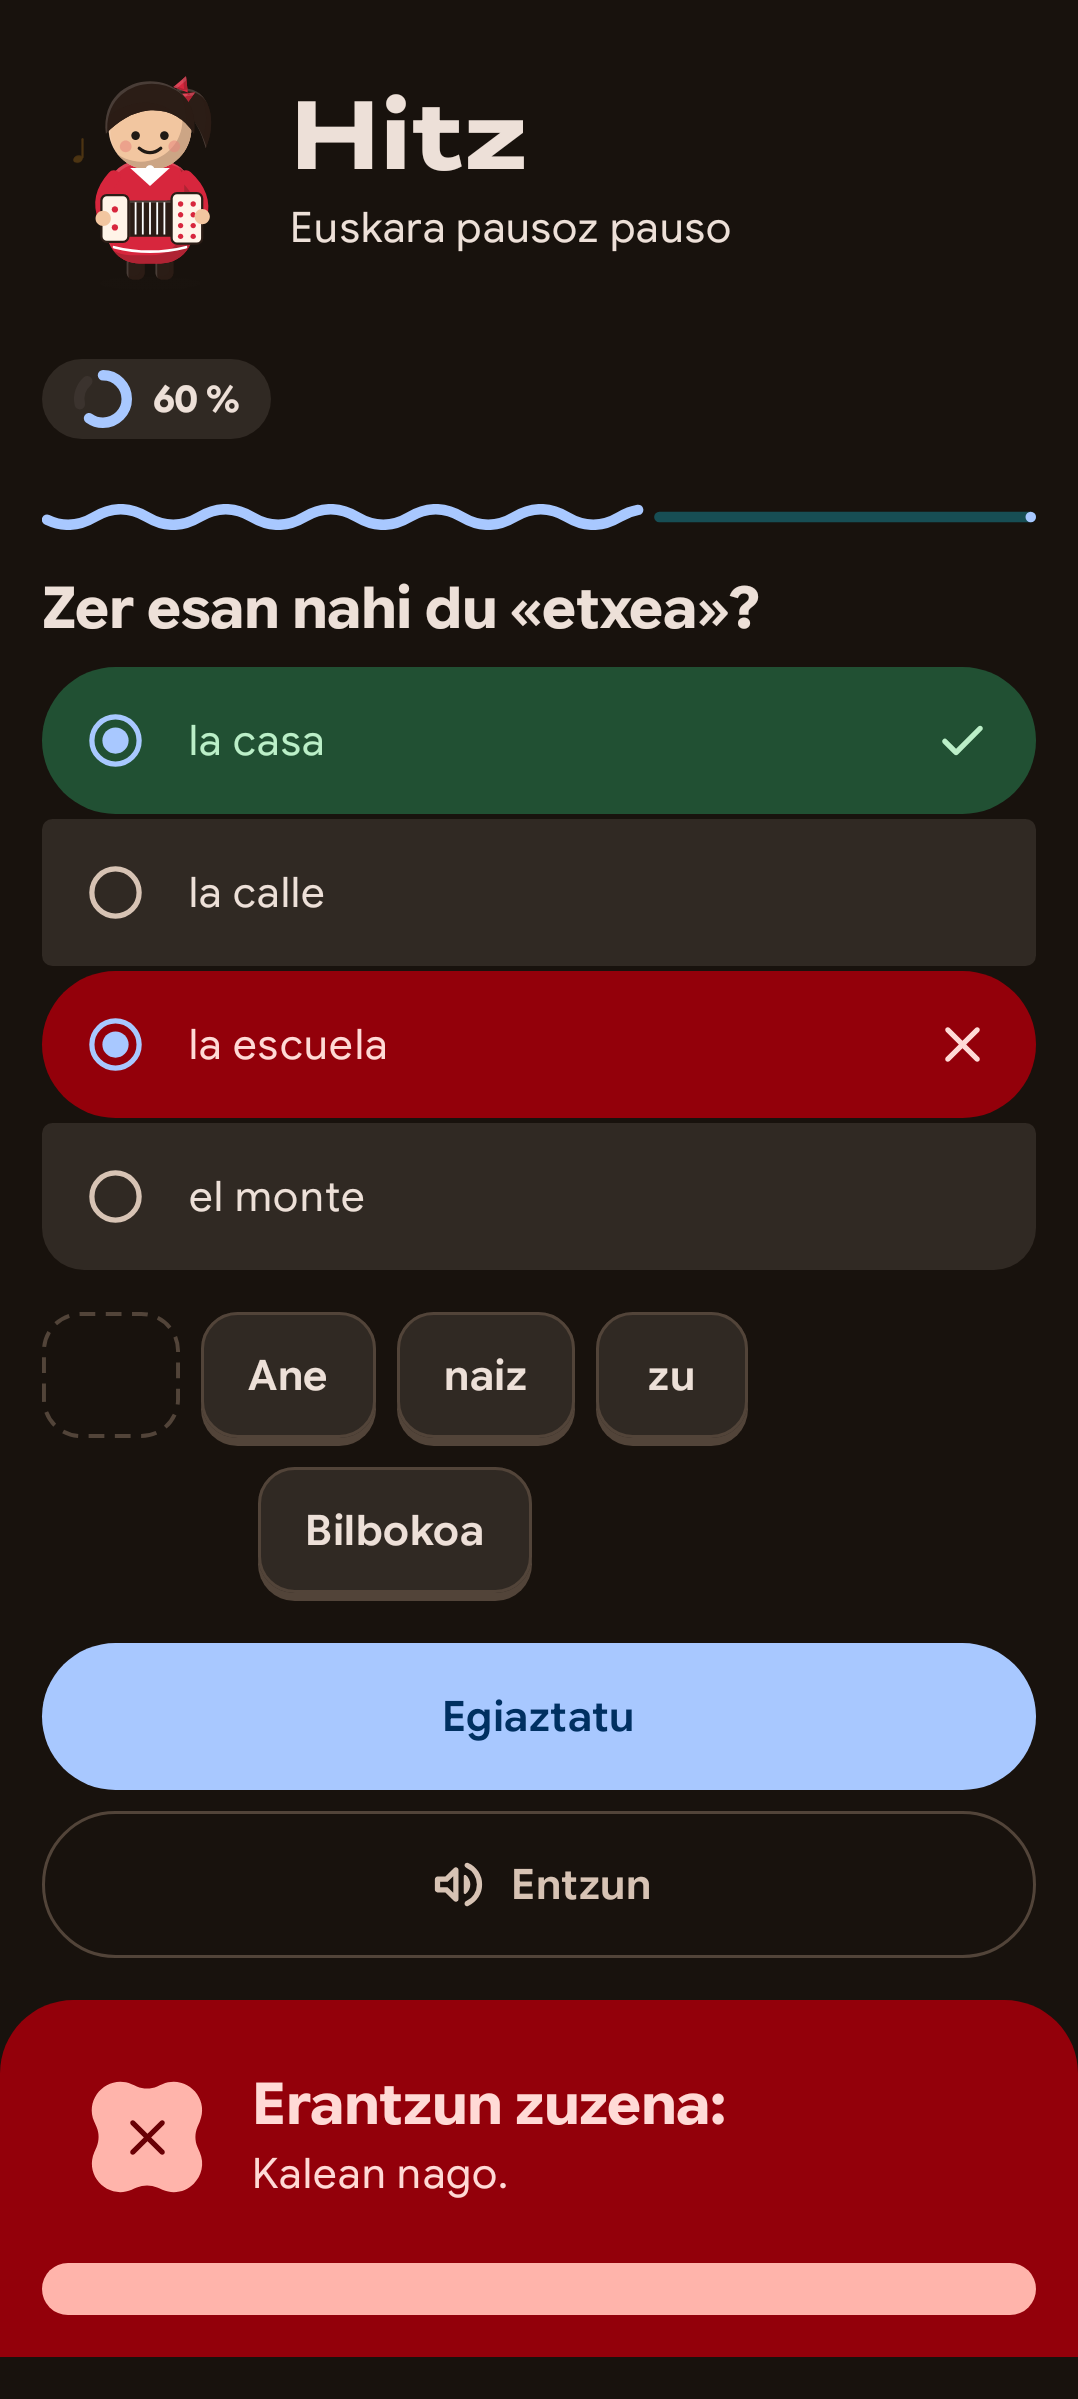 Hitz
Euskara pausoz pauso
60 %
Zer esan nahi du «etxea»?
la casa
la calle
la escuela
el monte
Ane naiz zu
Bilbokoa
Egiaztatu
Entzun
Erantzun zuzena:
Kalean nago.